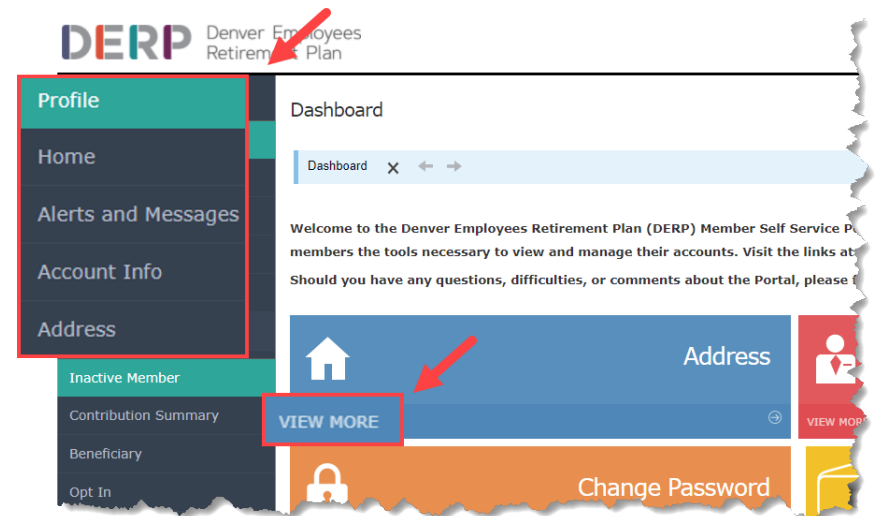 DERP
Denver Employees
Retirement Plan
Profile
Home
Alerts and Messages
Account Info
Address
Inactive Member
Contribution Summary
Beneficiary
Opt In
Dashboard
Dashboard
Welcome to the Denver Employees Retirement Plan (DERP) Member Self Service
members the tools necessary to view and manage their accounts. Visit the links at
Should you have any questions, difficulties, or comments about the Portal, please
Address
VIEW MORE
VIEW MORE
Change Password